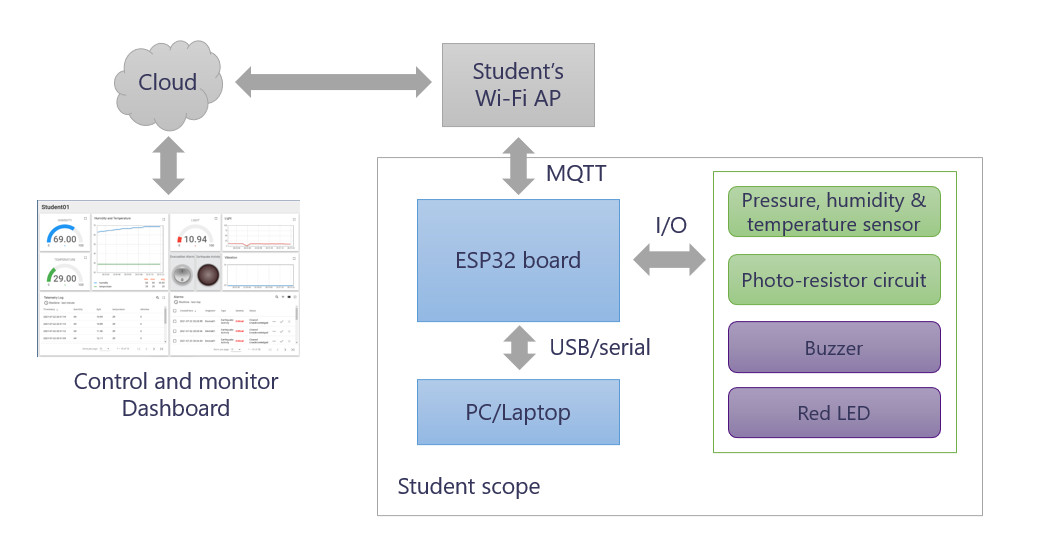 Cloud
Student's
Wi-Fi AP
MQTT
Student01
HUMIDITY
69.00
Humidity and Temperature
LIGHT
10.94
Light
TEMPERATURE
29.00
Vibration
Telemetry Log
Alarms
Control and monitor
Dashboard
ESP32 board
I/O
USB/serial
PC/Laptop
Pressure, humidity &
temperature sensor
Photo-resistor circuit
Buzzer
Red LED
Student scope